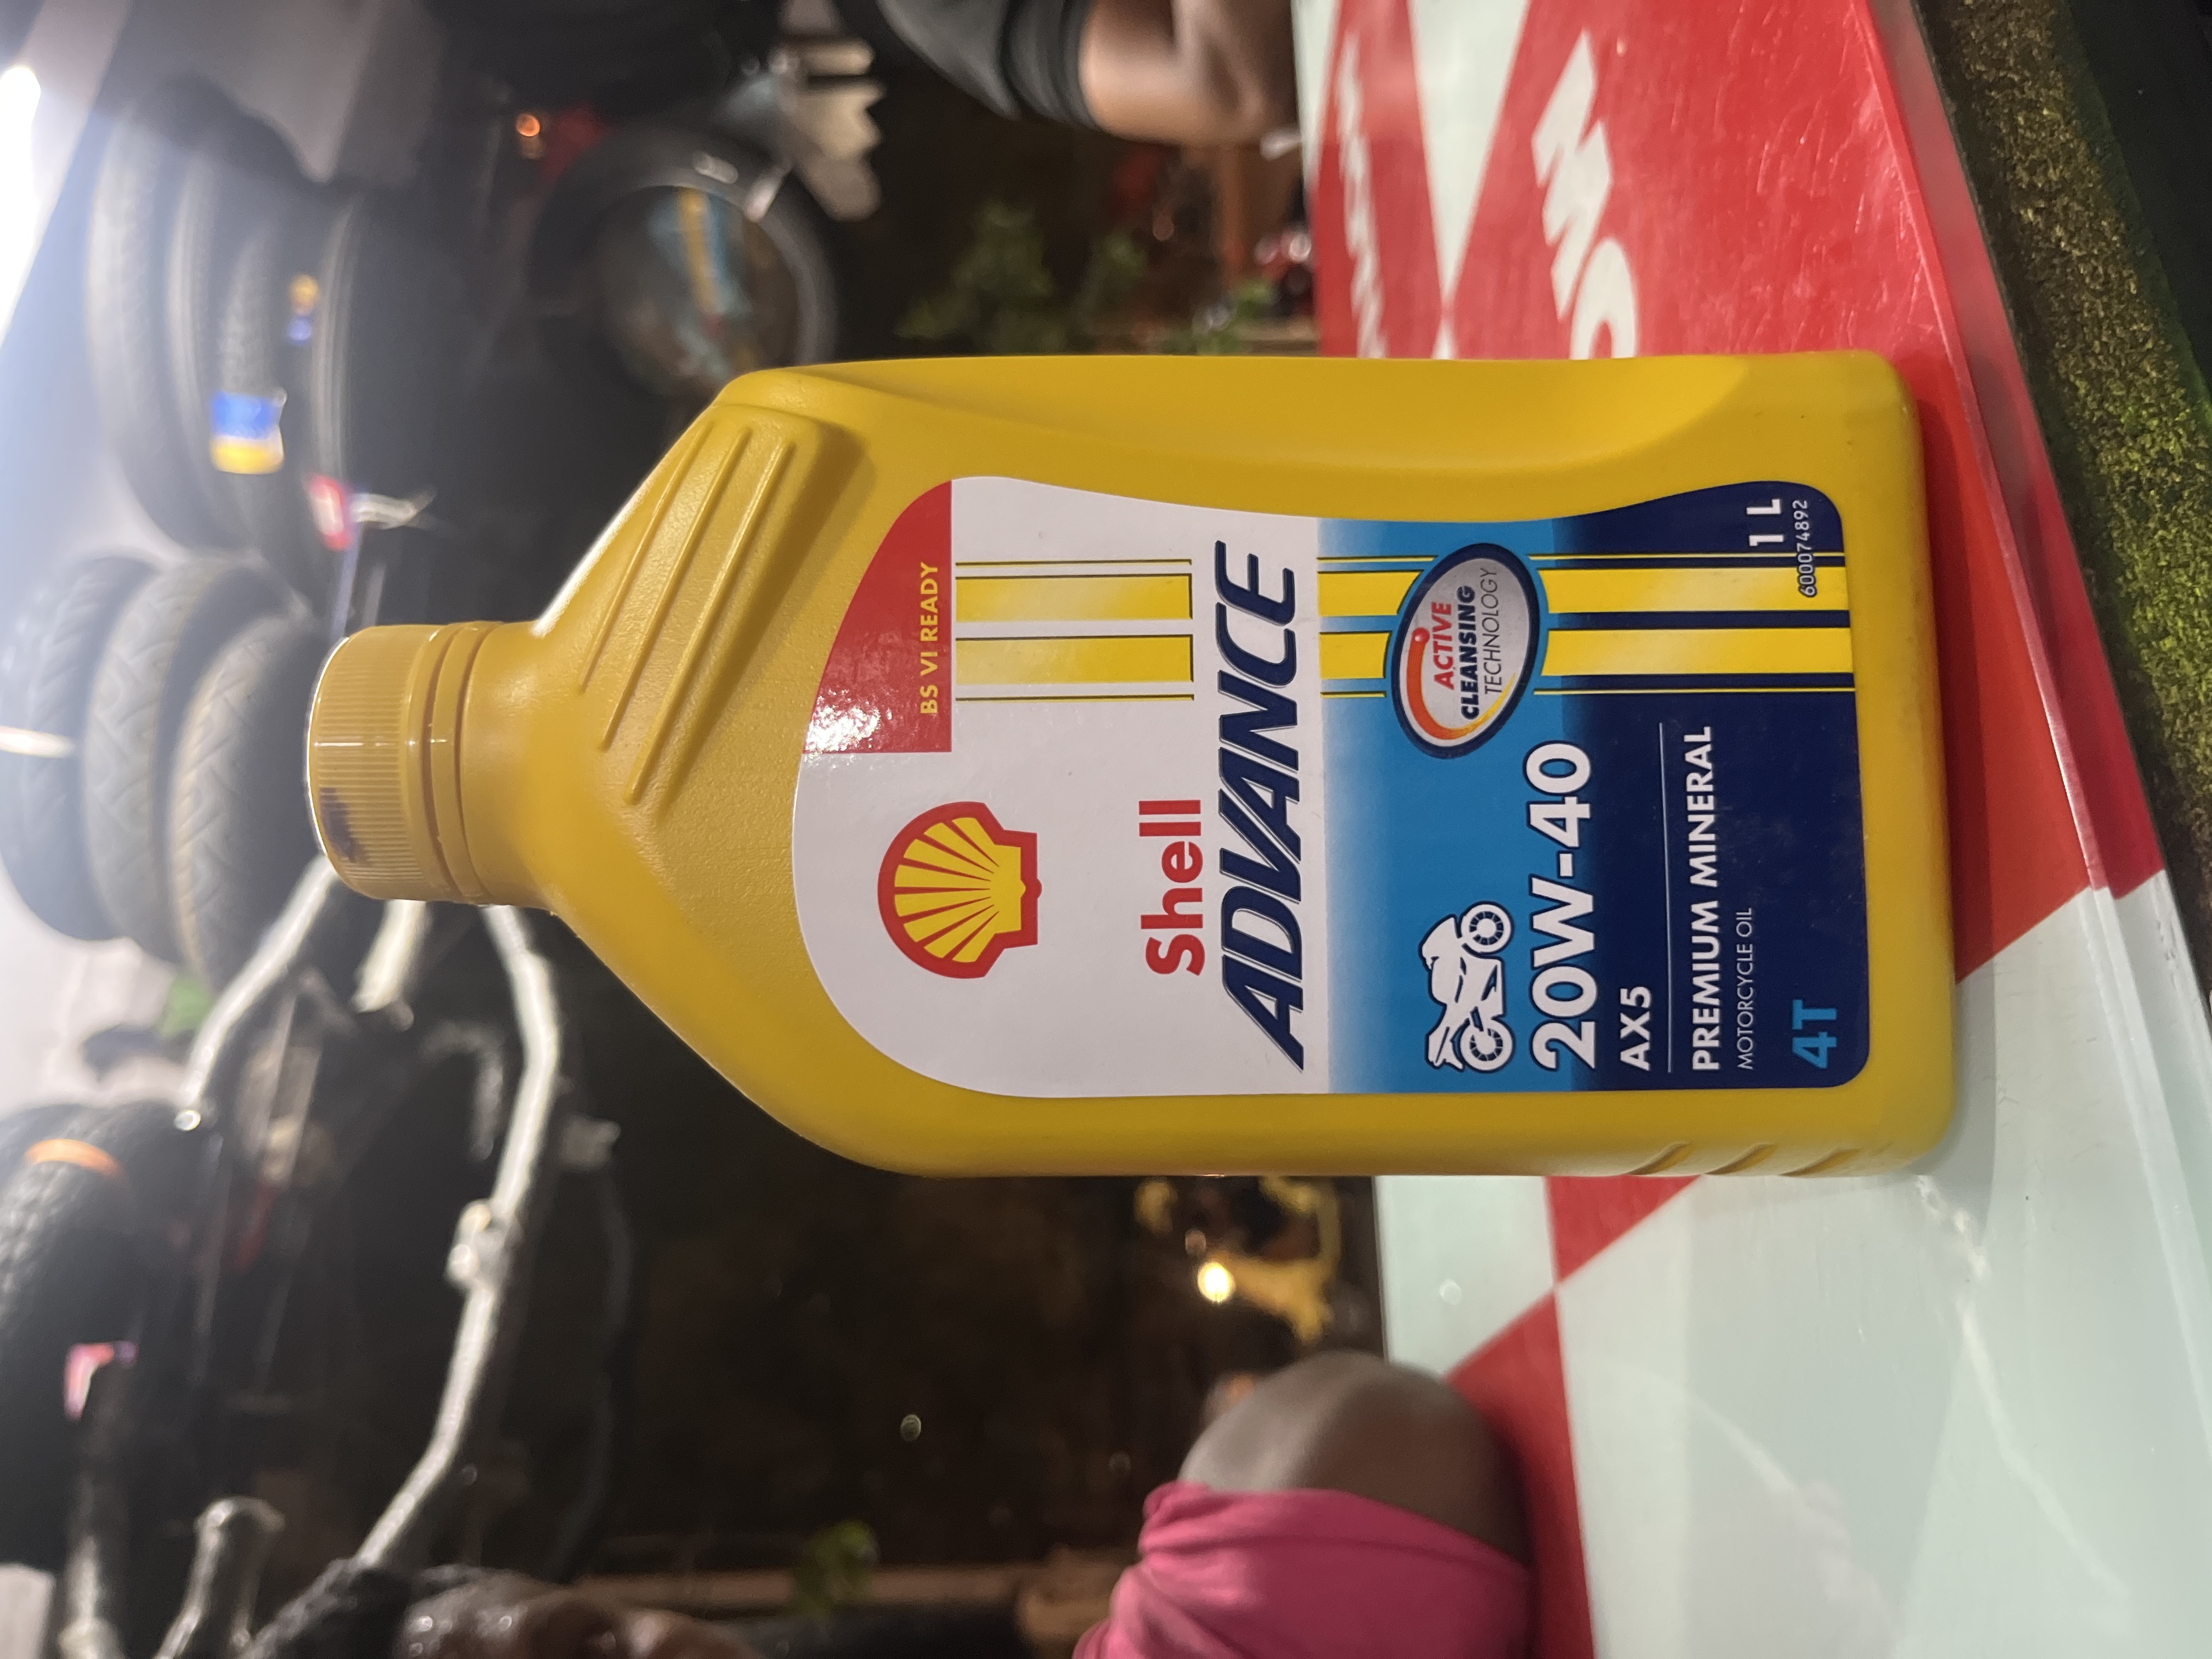 BS VI READY
Shell
ADVANCE
ACTIVE
CLEANSING
TECHNOLOGY
20W-40
AX5
PREMIUM MINERAL
MOTORCYCLE OIL
4T
1 L
600074892